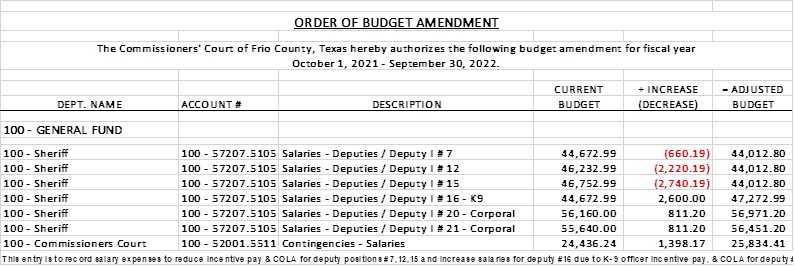 ORDER OF BUDGET AMENDMENT
The Commissioners' Court of Frio County, Texas hereby authorizes the following budget amendment for fiscal year
October 1, 2021 - September 30, 2022.
CURRENT + INCREASE = ADJUSTED
DEPT. NAME ACCOUNT # DESCRIPTION BUDGET (DECREASE) BUDGET
100 - GENERAL FUND
100 - Sheriff 100 - 57207.5105 Salaries - Deputies / Deputy I # 7 44,672.99 (660.19) 44,012.80
100 - Sheriff 100 - 57207.5105 Salaries - Deputies / Deputy I # 12 46,232.99 (2,220.19) 44,012.80
100 - Sheriff 100 - 57207.5105 Salaries - Deputies / Deputy I # 15 46,752.99 (2,740.19) 44,012.80
100 - Sheriff 100 - 57207.5105 Salaries - Deputies / Deputy I # 16 - K9 44,672.99 2,600.00 47,272.99
100 - Sheriff 100 - 57207.5105 Salaries - Deputies / Deputy I # 20 - Corporal 56,160.00 811.20 56,971.20
100 - Sheriff 100 - 57207.5105 Salaries - Deputies / Deputy I # 21 - Corporal 55,640.00 811.20 56,451.20
100 - Commissioners Court 100 - 52001.5511 Contingencies - Salaries 24,436.24 1,398.17 25,834.41
This entry is to record salary expenses to reduce incentive pay & COLA for deputy positions #7, 12, 15 and increase salaries for deputy #16 due to K-9 officer incentive pay, & COLA for deputy #